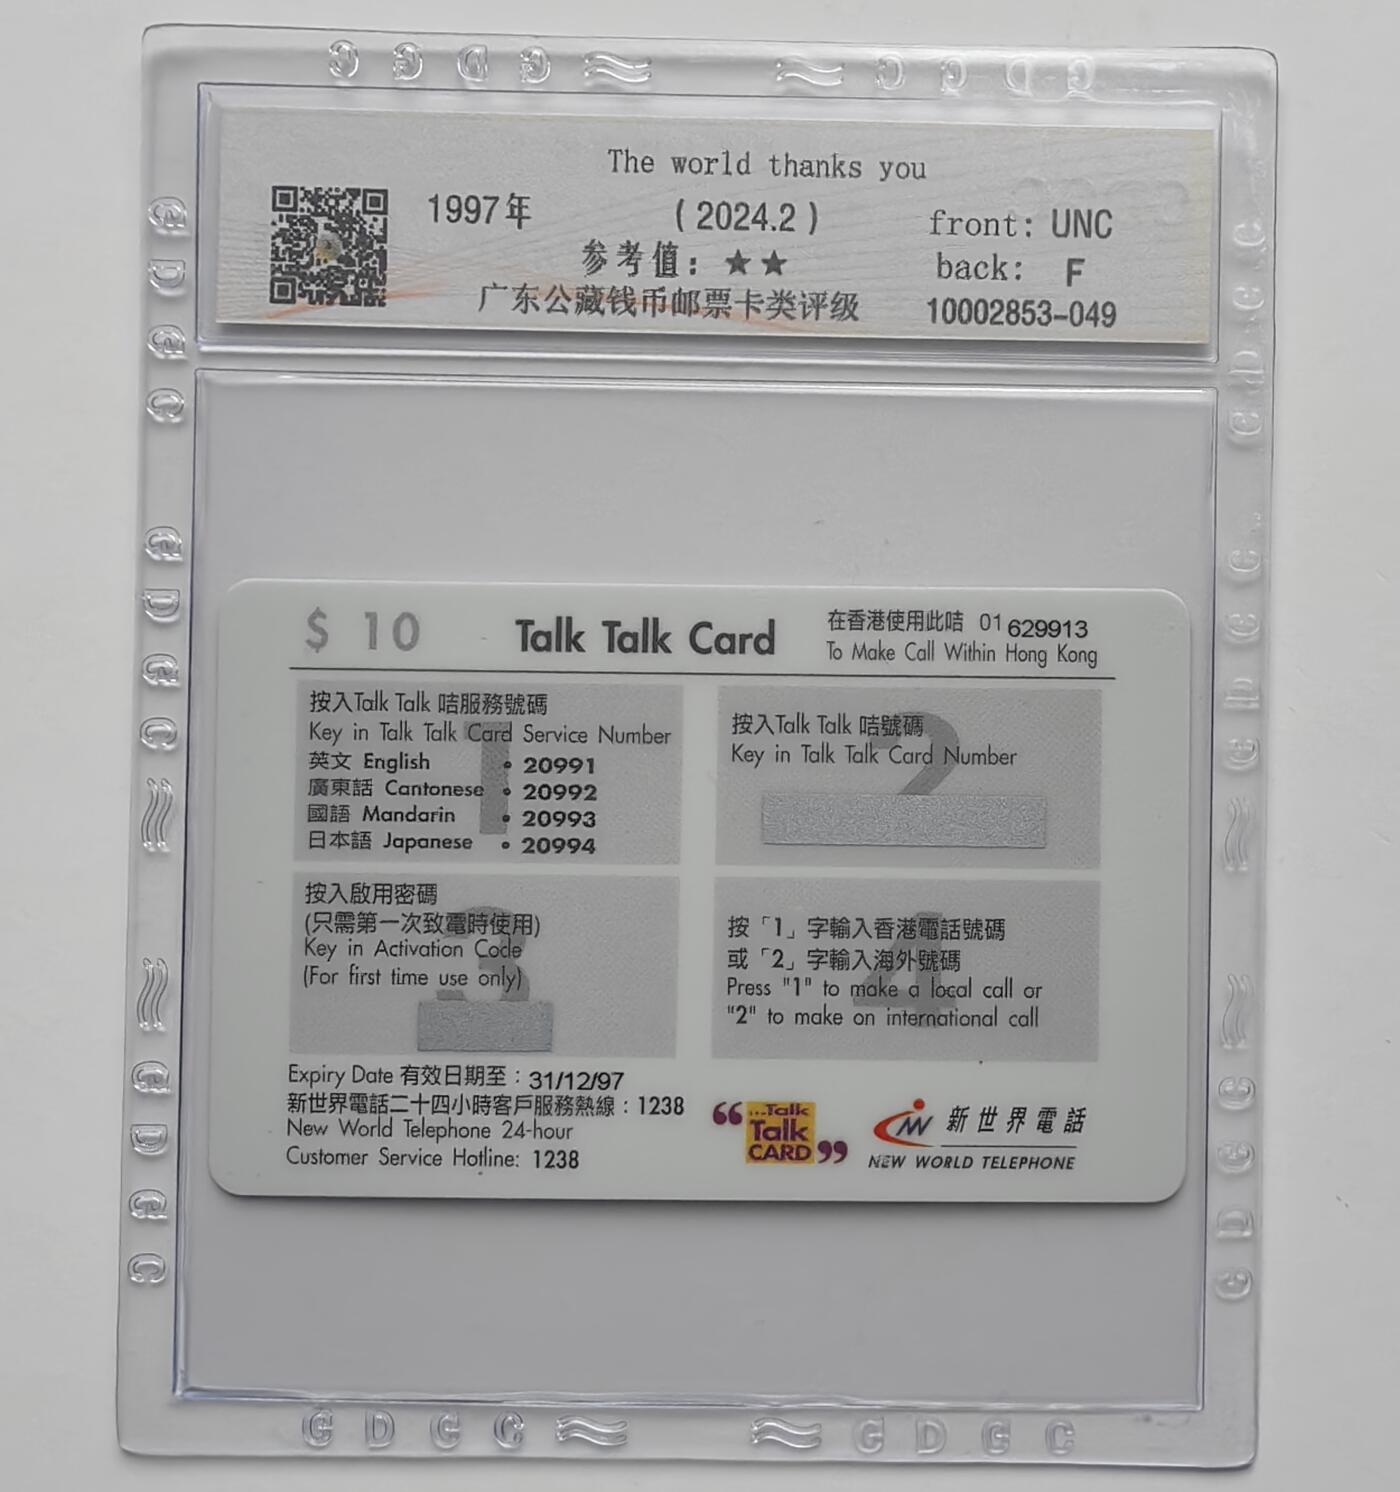 C D G C C G D G
The world thanks you
1997年
(2024.2)
参考值：★★
广东公藏钱币邮票卡类评级
front: UNC
back: F
10002853-049
$ 10
Talk Talk Card
在香港使用此咭 01 629913
To Make Call Within Hong Kong
按入Talk Talk 咭服務號碼
Key in Talk Talk Card Service Number
英文 English • 20991
廣東話 Cantonese • 20992
國語 Mandarin • 20993
日本語 Japanese • 20994
1
按入Talk Talk 咭號碼
Key in Talk Talk Card Number
2
按入啟用密碼
(只需第一次致電時使用)
Key in Activation Code
(For first time use only)
3
按「1」字輸入香港電話號碼
或「2」字輸入海外號碼
Press "1" to make a local call or
"2" to make on international call
4
Expiry Date 有效日期至：31/12/97
新世界電話二十四小時客戶服務熱線：1238
New World Telephone 24-hour
Customer Service Hotline: 1238
“...Talk
Talk
CARD”
新世界電話
NEW WORLD TELEPHONE
G D G C G D G C